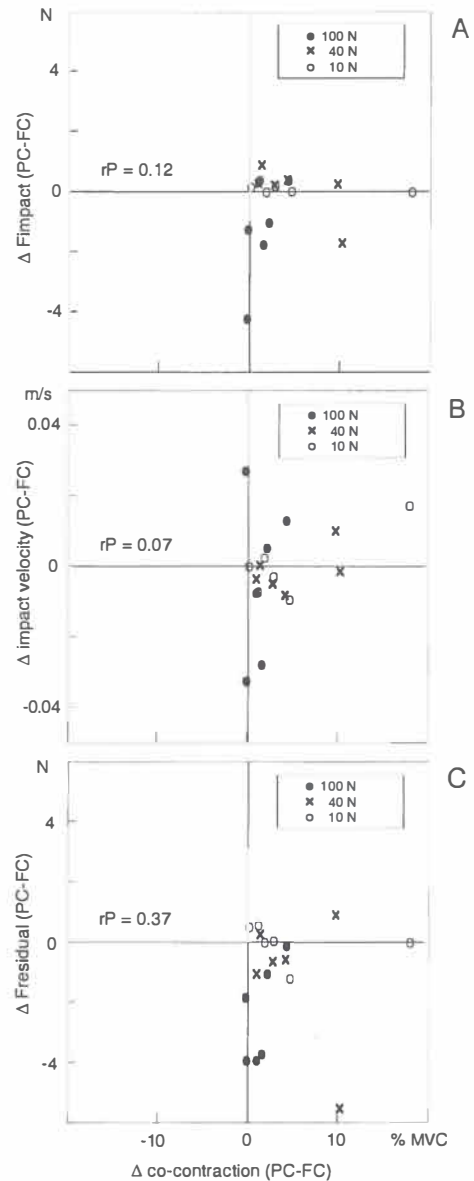 N
A
● 100 N
× 40 N
○ 10 N
4
rP = 0.12
0
-4
Δ Fimpact (PC-FC)
m/s
B
● 100 N
× 40 N
○ 10 N
0.04
rP = 0.07
0
-0.04
Δ impact velocity (PC-FC)
N
C
● 100 N
× 40 N
○ 10 N
4
rP = 0.37
0
-4
Δ Fresidual (PC-FC)
-10 0 10 % MVC
Δ co-contraction (PC-FC)